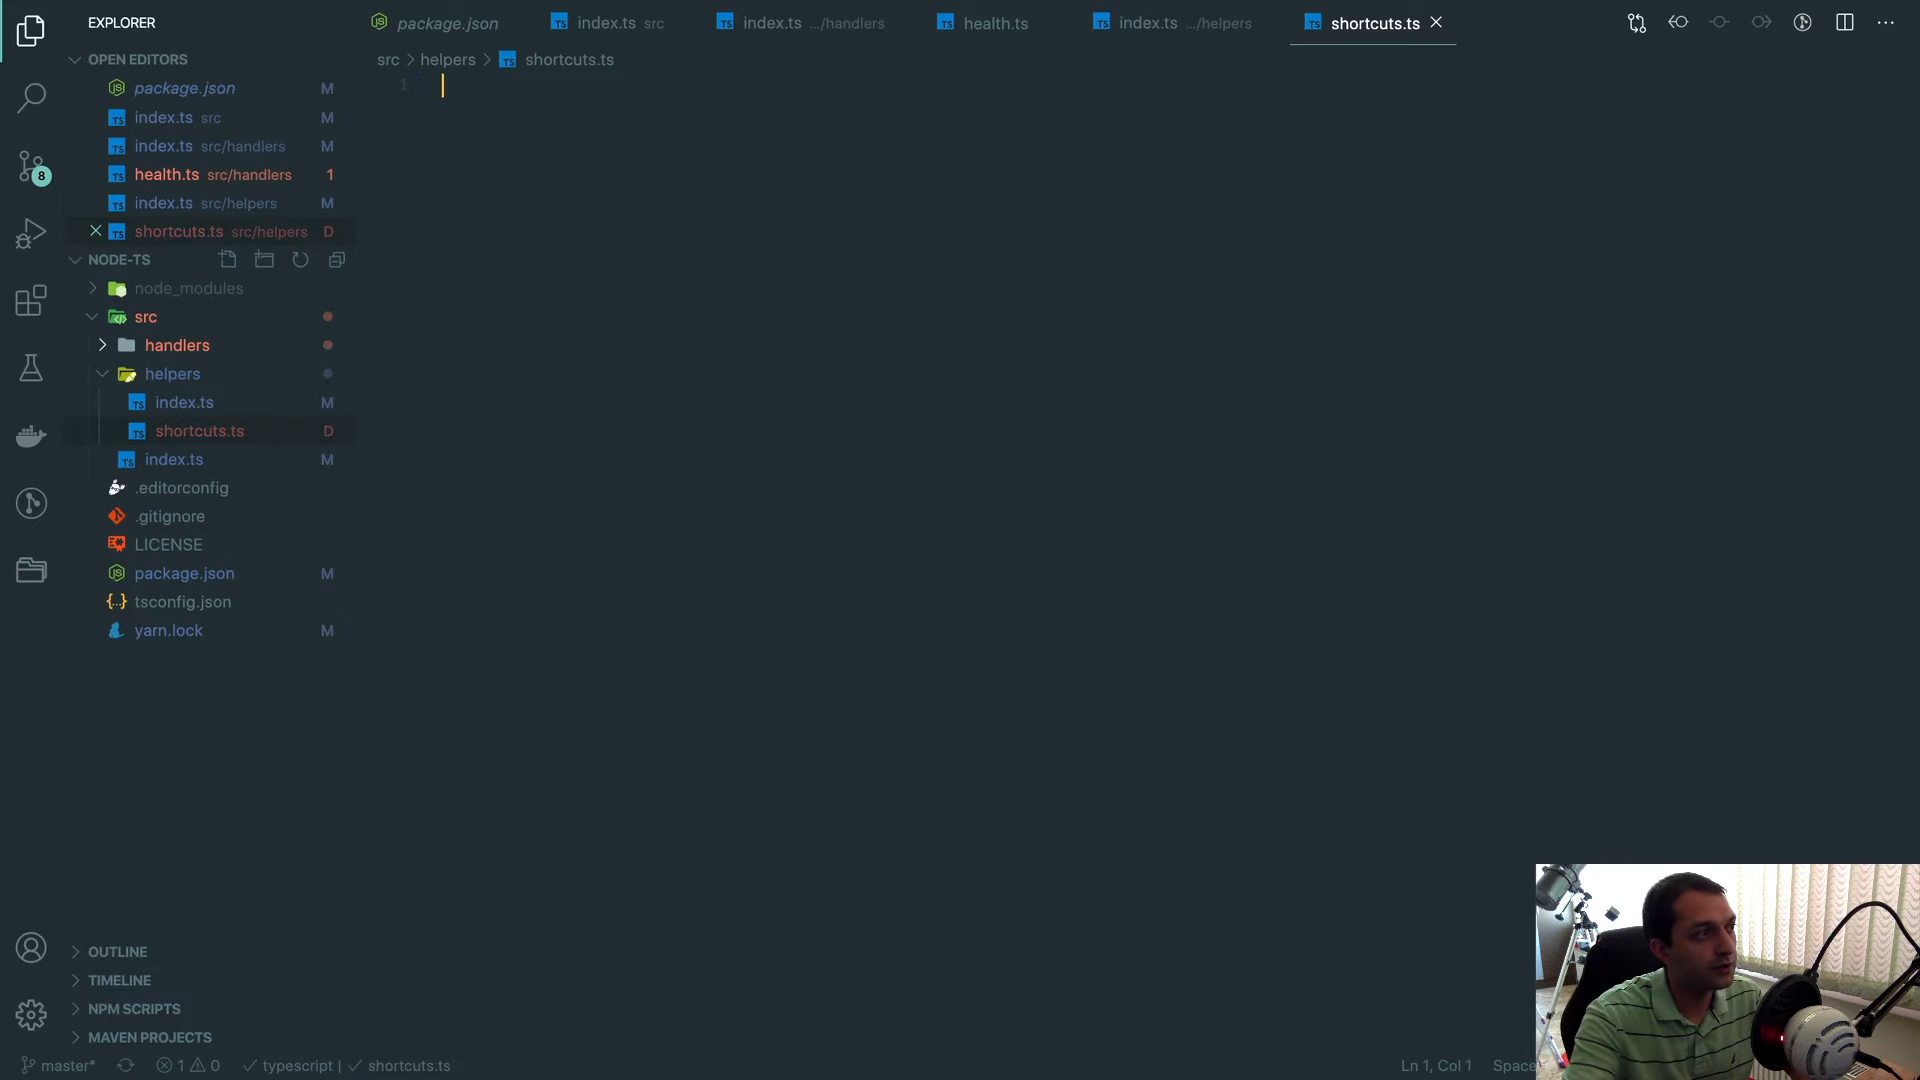 EXPLORER
OPEN EDITORS
package.json M
index.ts src M
index.ts src/handlers M
health.ts src/handlers 1
index.ts src/helpers M
shortcuts.ts src/helpers D
NODE-TS
node_modules
src
handlers
helpers
index.ts M
shortcuts.ts D
index.ts M
.editorconfig
.gitignore
LICENSE
package.json M
tsconfig.json
yarn.lock M
OUTLINE
TIMELINE
NPM SCRIPTS
MAVEN PROJECTS
8
package.json
index.ts src
index.ts .../handlers
health.ts
index.ts .../helpers
shortcuts.ts
src > helpers > shortcuts.ts
1
master* 1 0 typescript | shortcuts.ts
Ln 1, Col 1